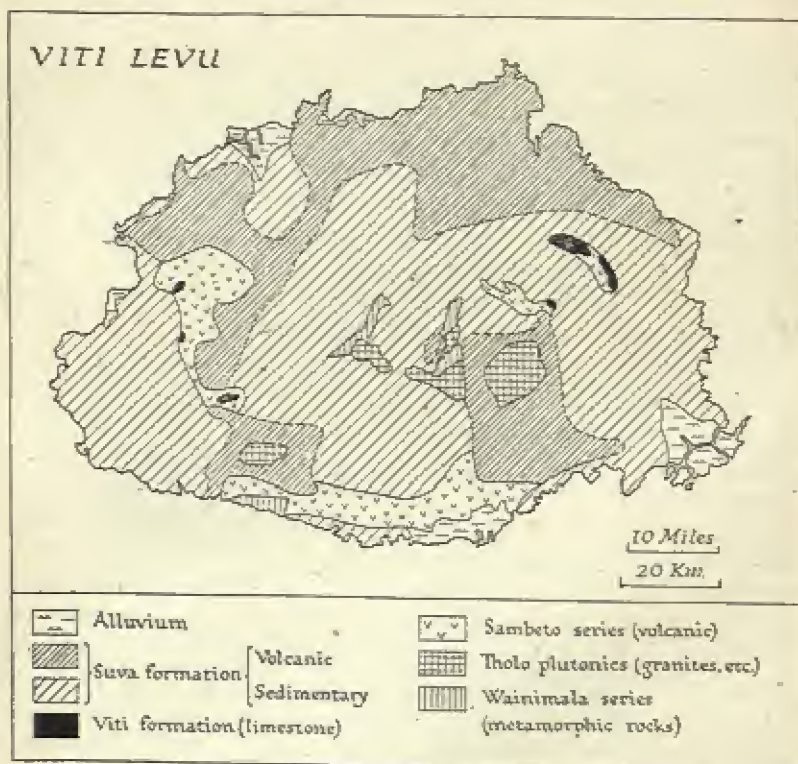 VITI LEVU
10 Miles
20 Km.
Alluvium
Suva formation
Volcanic
Sedimentary
Viti formation (limestone)
Sambeto series (volcanic)
Tholo plutonics (granites, etc.)
Wainimala series
(metamorphic rocks)